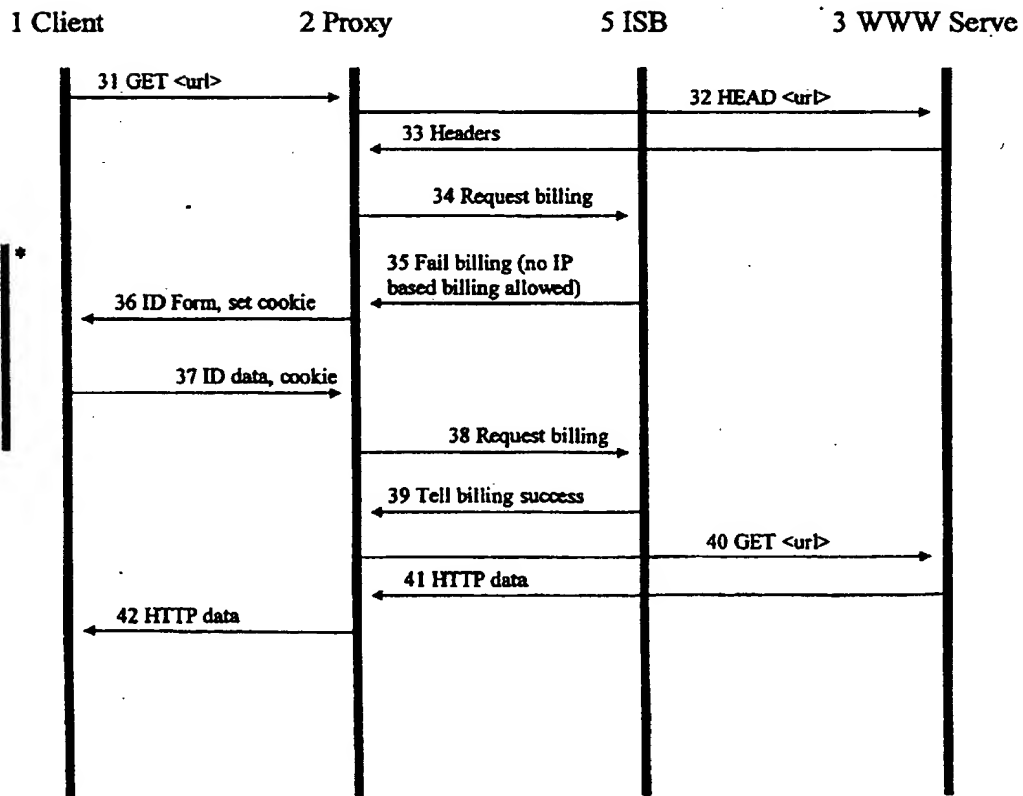 1 Client 2 Proxy 5 ISB 3 WWW Serve
31 GET <url>
32 HEAD <url>
33 Headers
34 Request billing
*
35 Fail billing (no IP
based billing allowed)
36 ID Form, set cookie
37 ID data, cookie
38 Request billing
39 Tell billing success
40 GET <url>
41 HTTP data
42 HTTP data